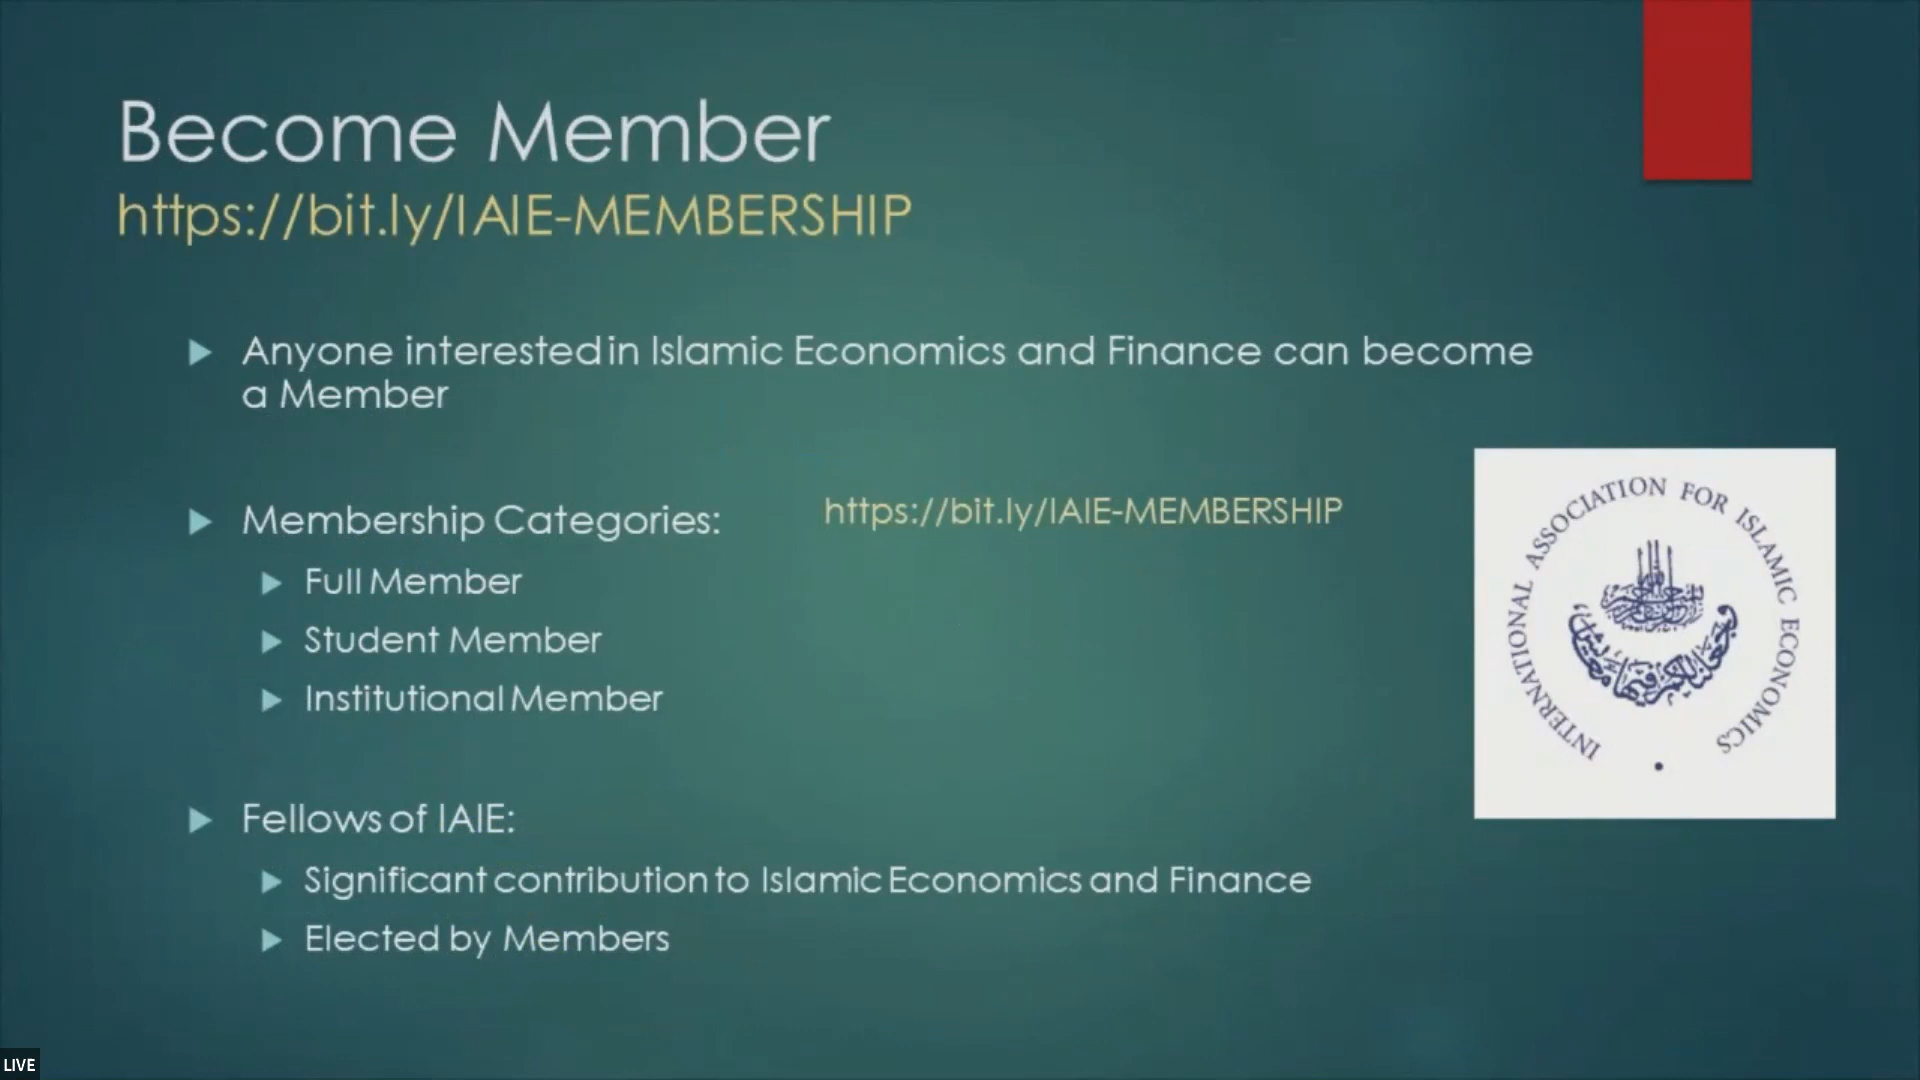 Become Member
https://bit.ly/IAIE-MEMBERSHIP
Anyone interested in Islamic Economics and Finance can become
a Member
Membership Categories:
https://bit.ly/IAIE-MEMBERSHIP
Full Member
Student Member
Institutional Member
Fellows of IAIE:
Significant contribution to Islamic Economics and Finance
Elected by Members
INTERNATIONAL ASSOCIATION FOR ISLAMIC ECONOMICS
LIVE